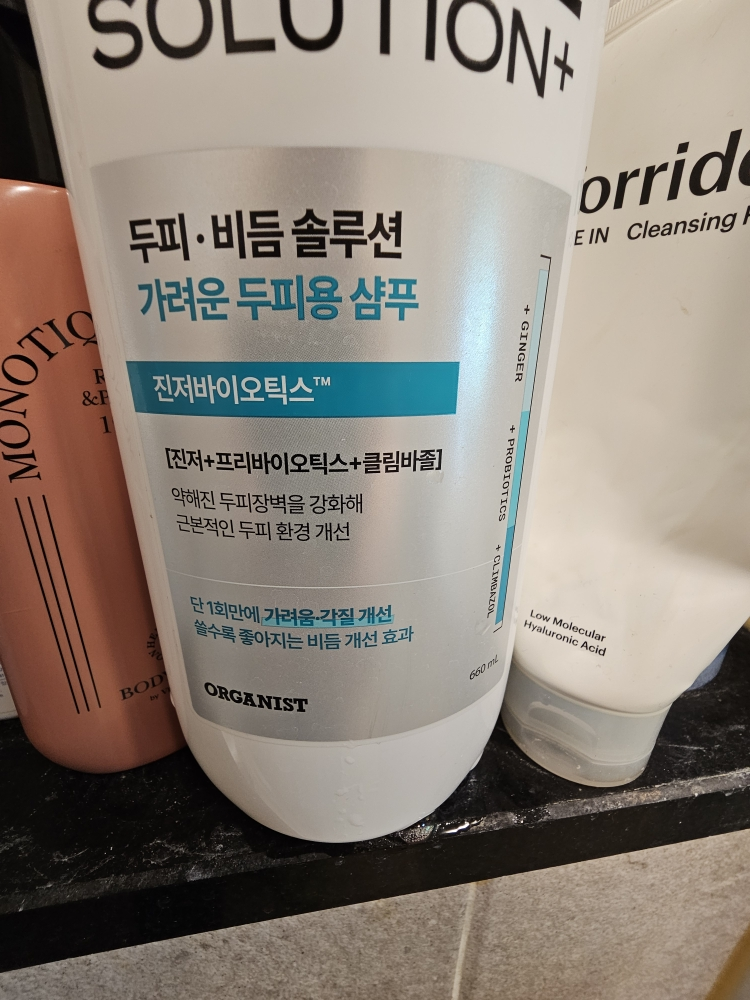 SOLUTION+
두피·비듬 솔루션
가려운 두피용 샴푸
진저바이오틱스™
[진저+프리바이오틱스+클림바졸]
약해진 두피장벽을 강화해
근본적인 두피 환경 개선
단 1회만에 가려움·각질 개선
쓸수록 좋아지는 비듬 개선 효과
ORGANIST
660 mL
+ GINGER
+ PROBIOTICS
+ CLIMBAZOL
MONOTIQ
BOD
orrid
E IN Cleansing
Low Molecular
Hyaluronic Acid